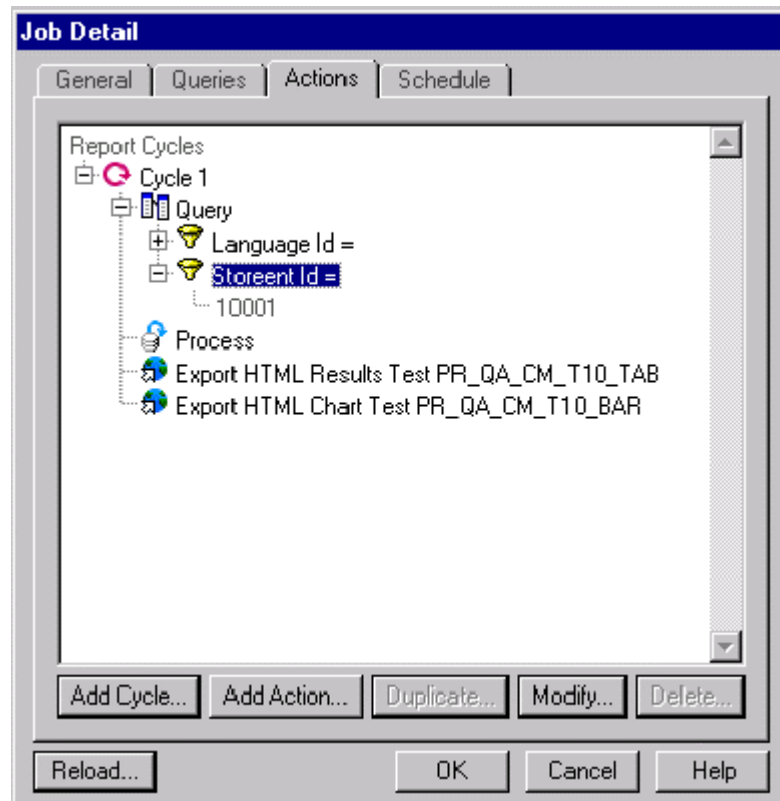 Job Detail
General Queries Actions Schedule
Report Cycles
Cycle 1
Query
Language Id =
Storeent Id =
10001
Process
Export HTML Results Test PR_QA_CM_T10_TAB
Export HTML Chart Test PR_QA_CM_T10_BAR
Add Cycle... Add Action... Duplicate... Modify... Delete...
Reload... OK Cancel Help